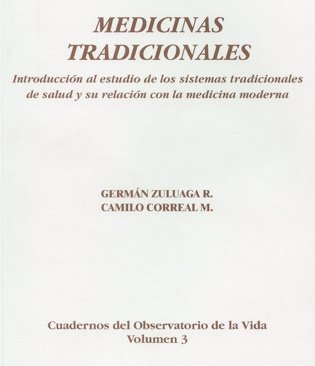 MEDICINAS
TRADICIONALES
Introducción al estudio de los sistemas tradicionales
de salud y su relación con la medicina moderna
GERMÁN ZULUAGA R.
CAMILO CORREAL M.
Cuadernos del Observatorio de la Vida
Volumen 3